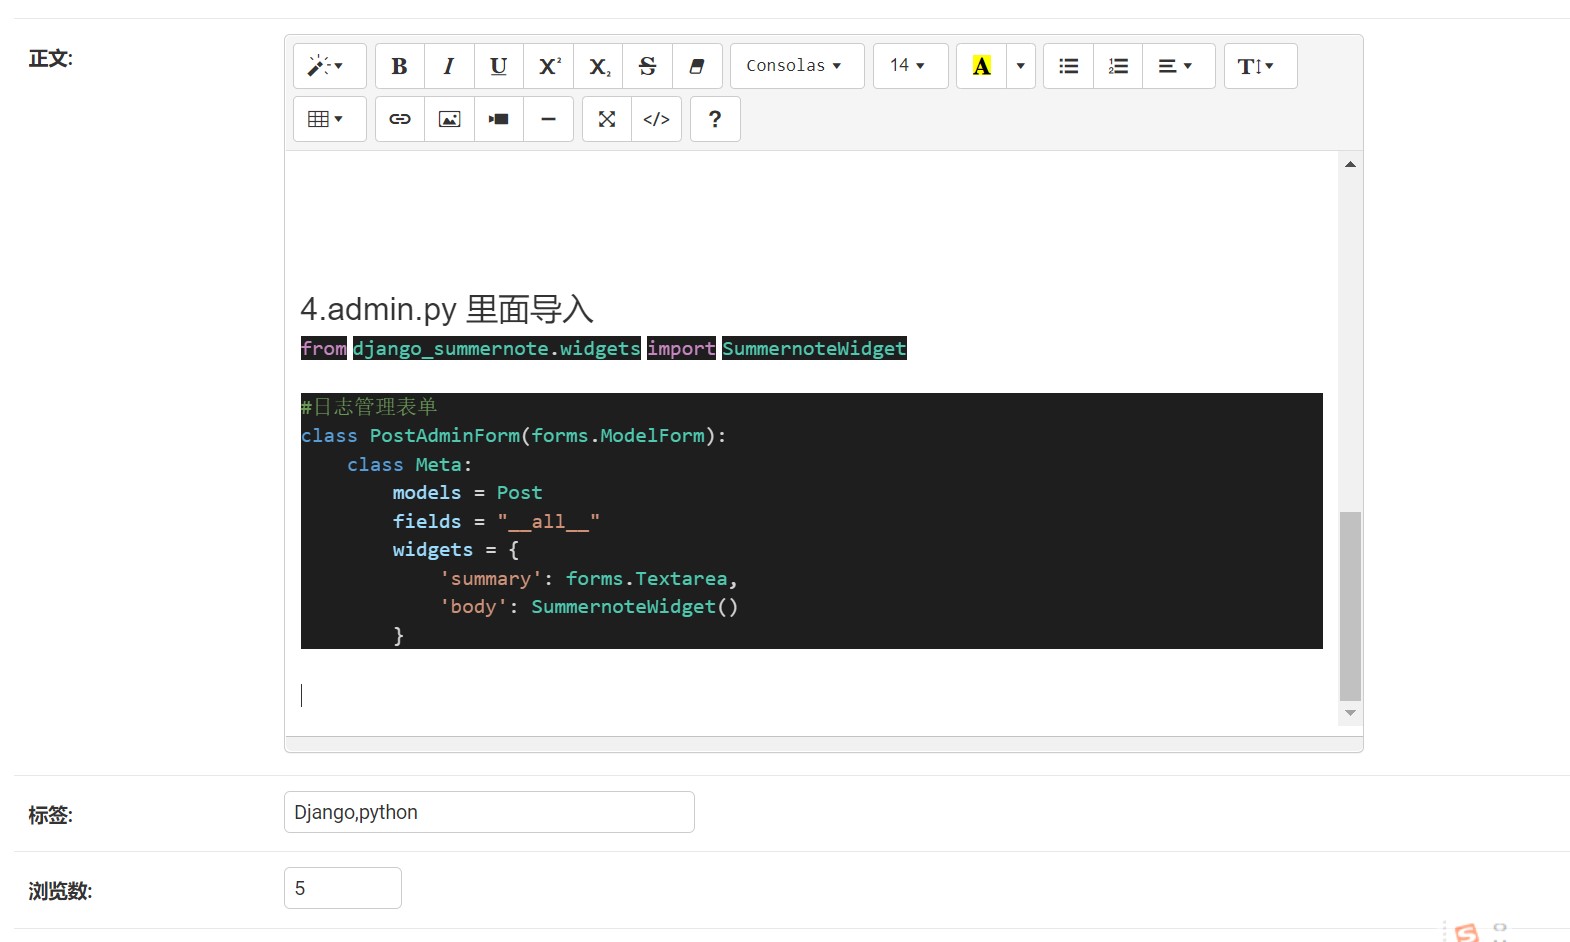 正文:
B I U X² X₂ S Consolas 14 A T
</> ?
4.admin.py 里面导入
from django_summernote.widgets import SummernoteWidget
#日志管理表单
class PostAdminForm(forms.ModelForm):
    class Meta:
        models = Post
        fields = "__all__"
        widgets = {
            'summary': forms.Textarea,
            'body': SummernoteWidget()
        }
标签:
Django,python
浏览数:
5